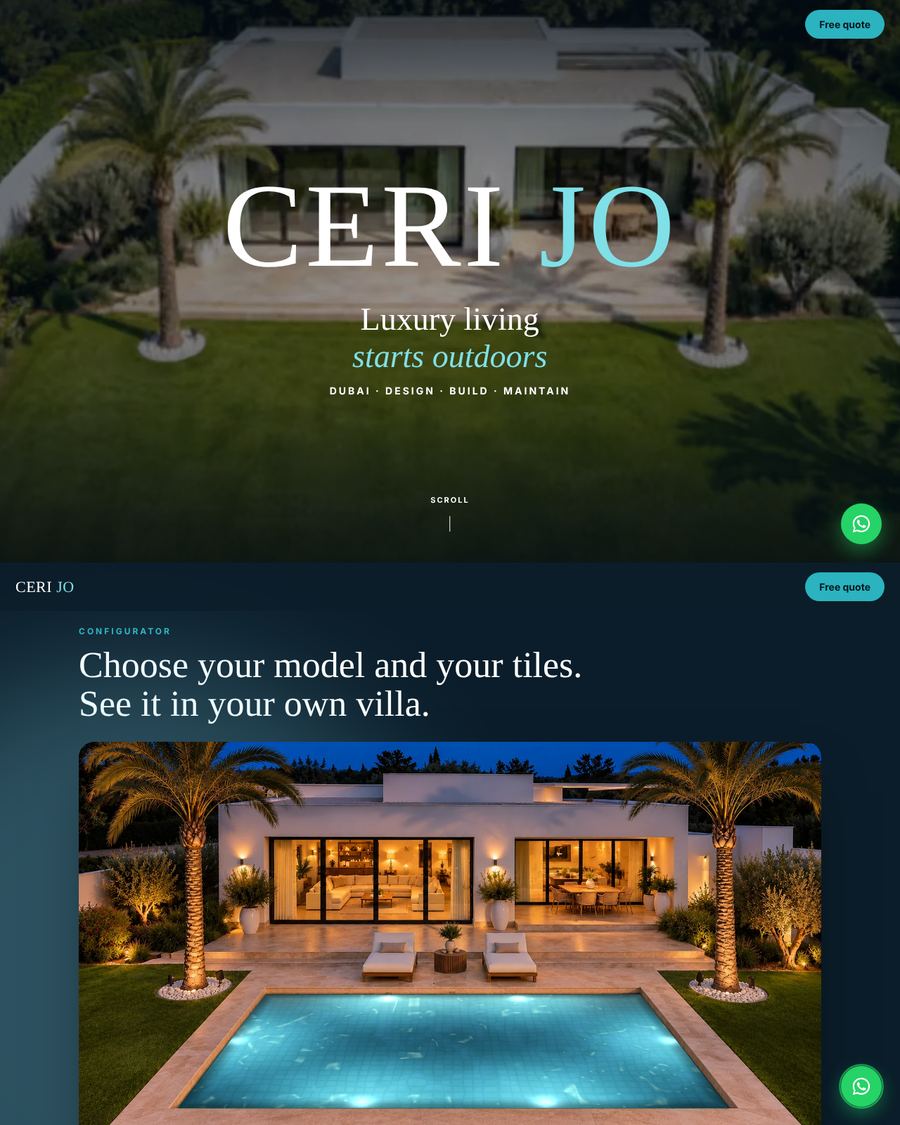 Free quote
CERI JO
Luxury living
starts outdoors
DUBAI · DESIGN · BUILD · MAINTAIN
SCROLL
CERI JO
Free quote
CONFIGURATOR
Choose your model and your tiles.
See it in your own villa.